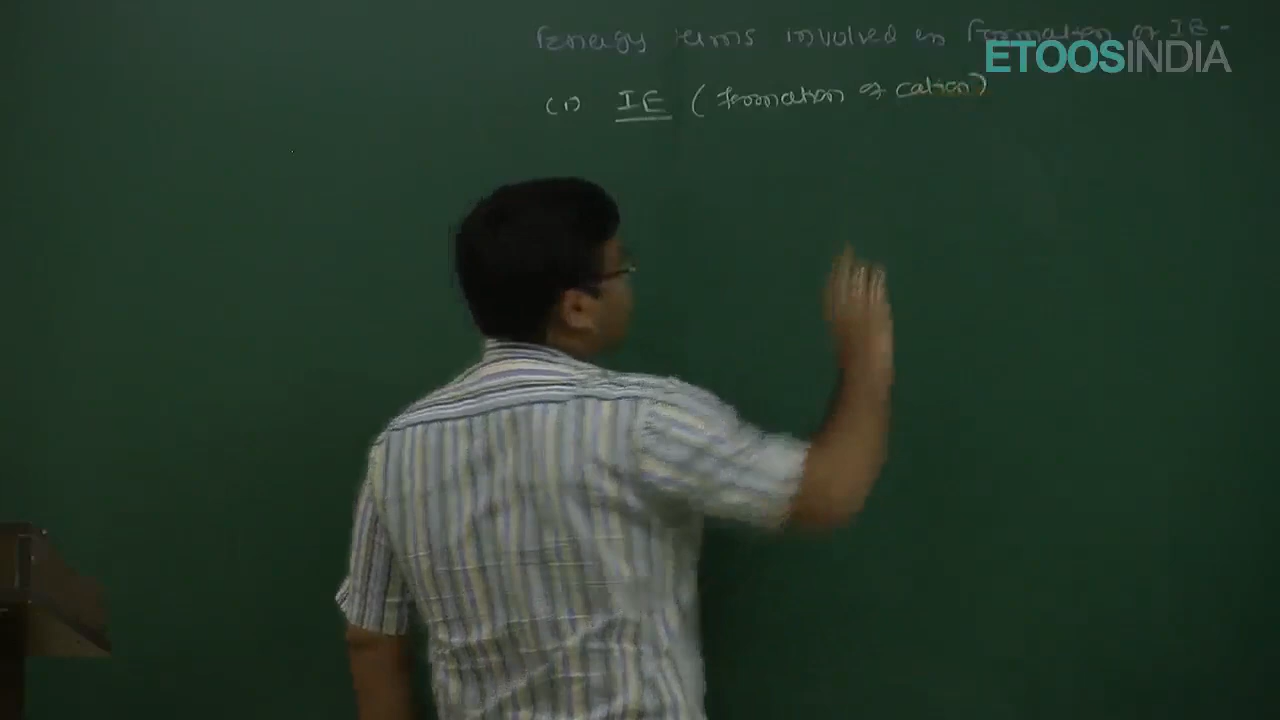 Energy terms involved in Formation of IB -
ETOOSINDIA
(1) IE (Formation of cation)